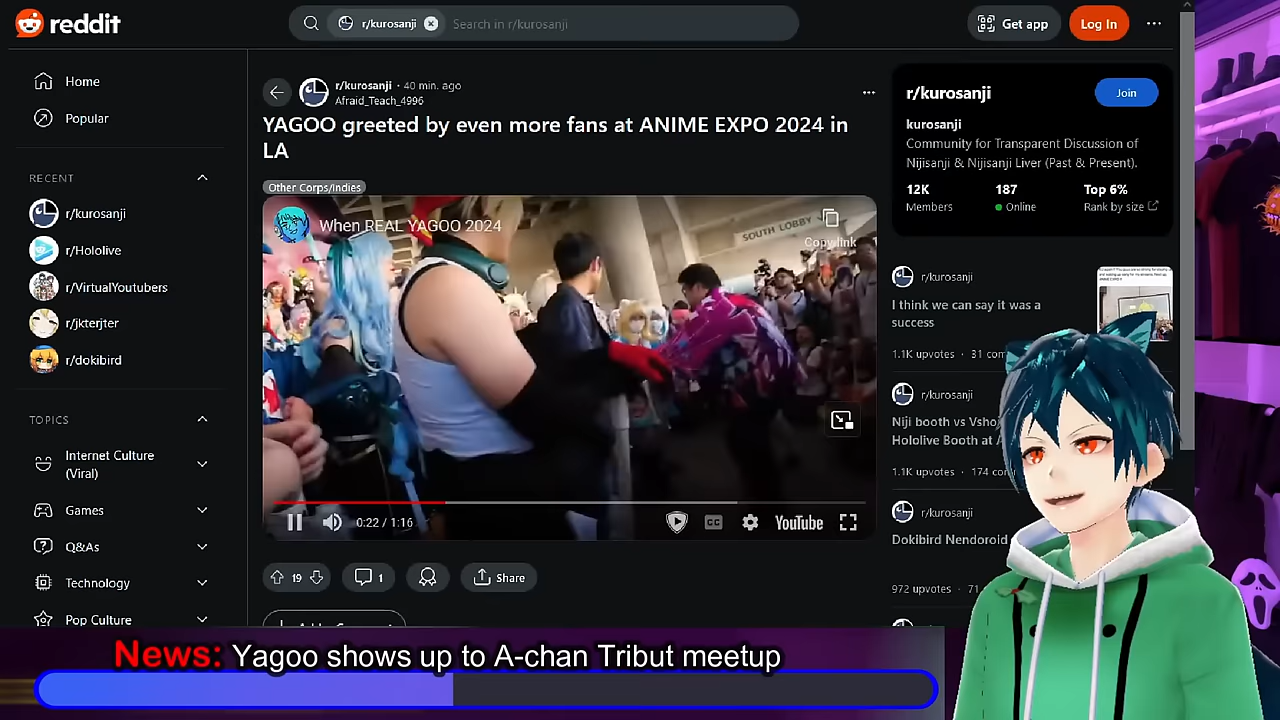 reddit
r/kurosanji
Search in r/kurosanji
Get app
Log In
Home
Popular
RECENT
r/kurosanji
r/Hololive
r/VirtualYoutubers
r/jkterjter
r/dokibird
TOPICS
Internet Culture
(Viral)
Games
Q&As
Technology
Pop Culture
r/kurosanji · 40 min. ago
Afraid_Teach_4996
YAGOO greeted by even more fans at ANIME EXPO 2024 in
LA
Other Corps/Indies
When REAL YAGOO 2024
Copy link
SOUTH LOBBY
0:22 / 1:16
CC
YouTube
19
1
Share
r/kurosanji
Join
kurosanji
Community for Transparent Discussion of
Nijisanji & Nijisanji Liver (Past & Present).
12K
Members
187
Online
Top 6%
Rank by size
r/kurosanji
I think we can say it was a
success
1.1K upvotes · 31 com
r/kurosanji
Niji booth vs Vsho
Hololive Booth at
1.1K upvotes · 174 co
r/kurosanji
Dokibird Nendoroid
972 upvotes · 71
News: Yagoo shows up to A-chan Tribut meetup